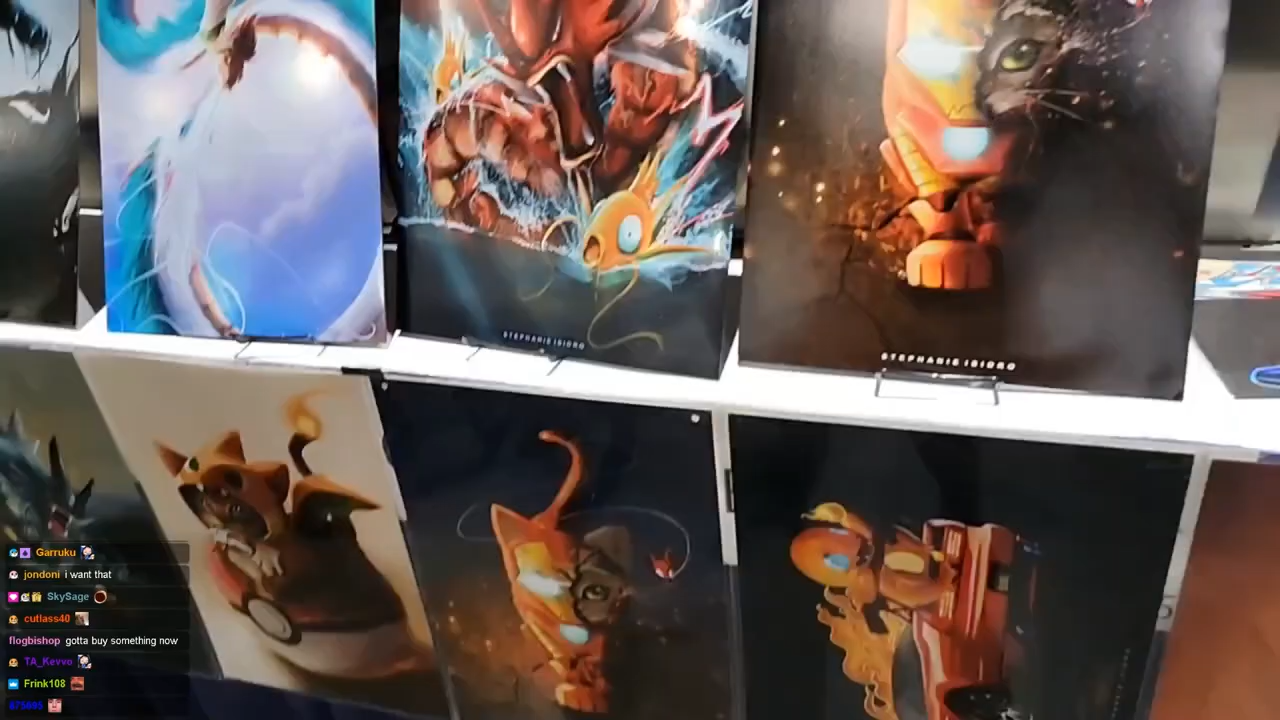 STEPHANIE ISIDRO
STEPHANIE ISIDRO
Garruku
jondoni i want that
SkySage
cutlass40
flogbishop gotta buy something now
TA_Kevvo
Frink108